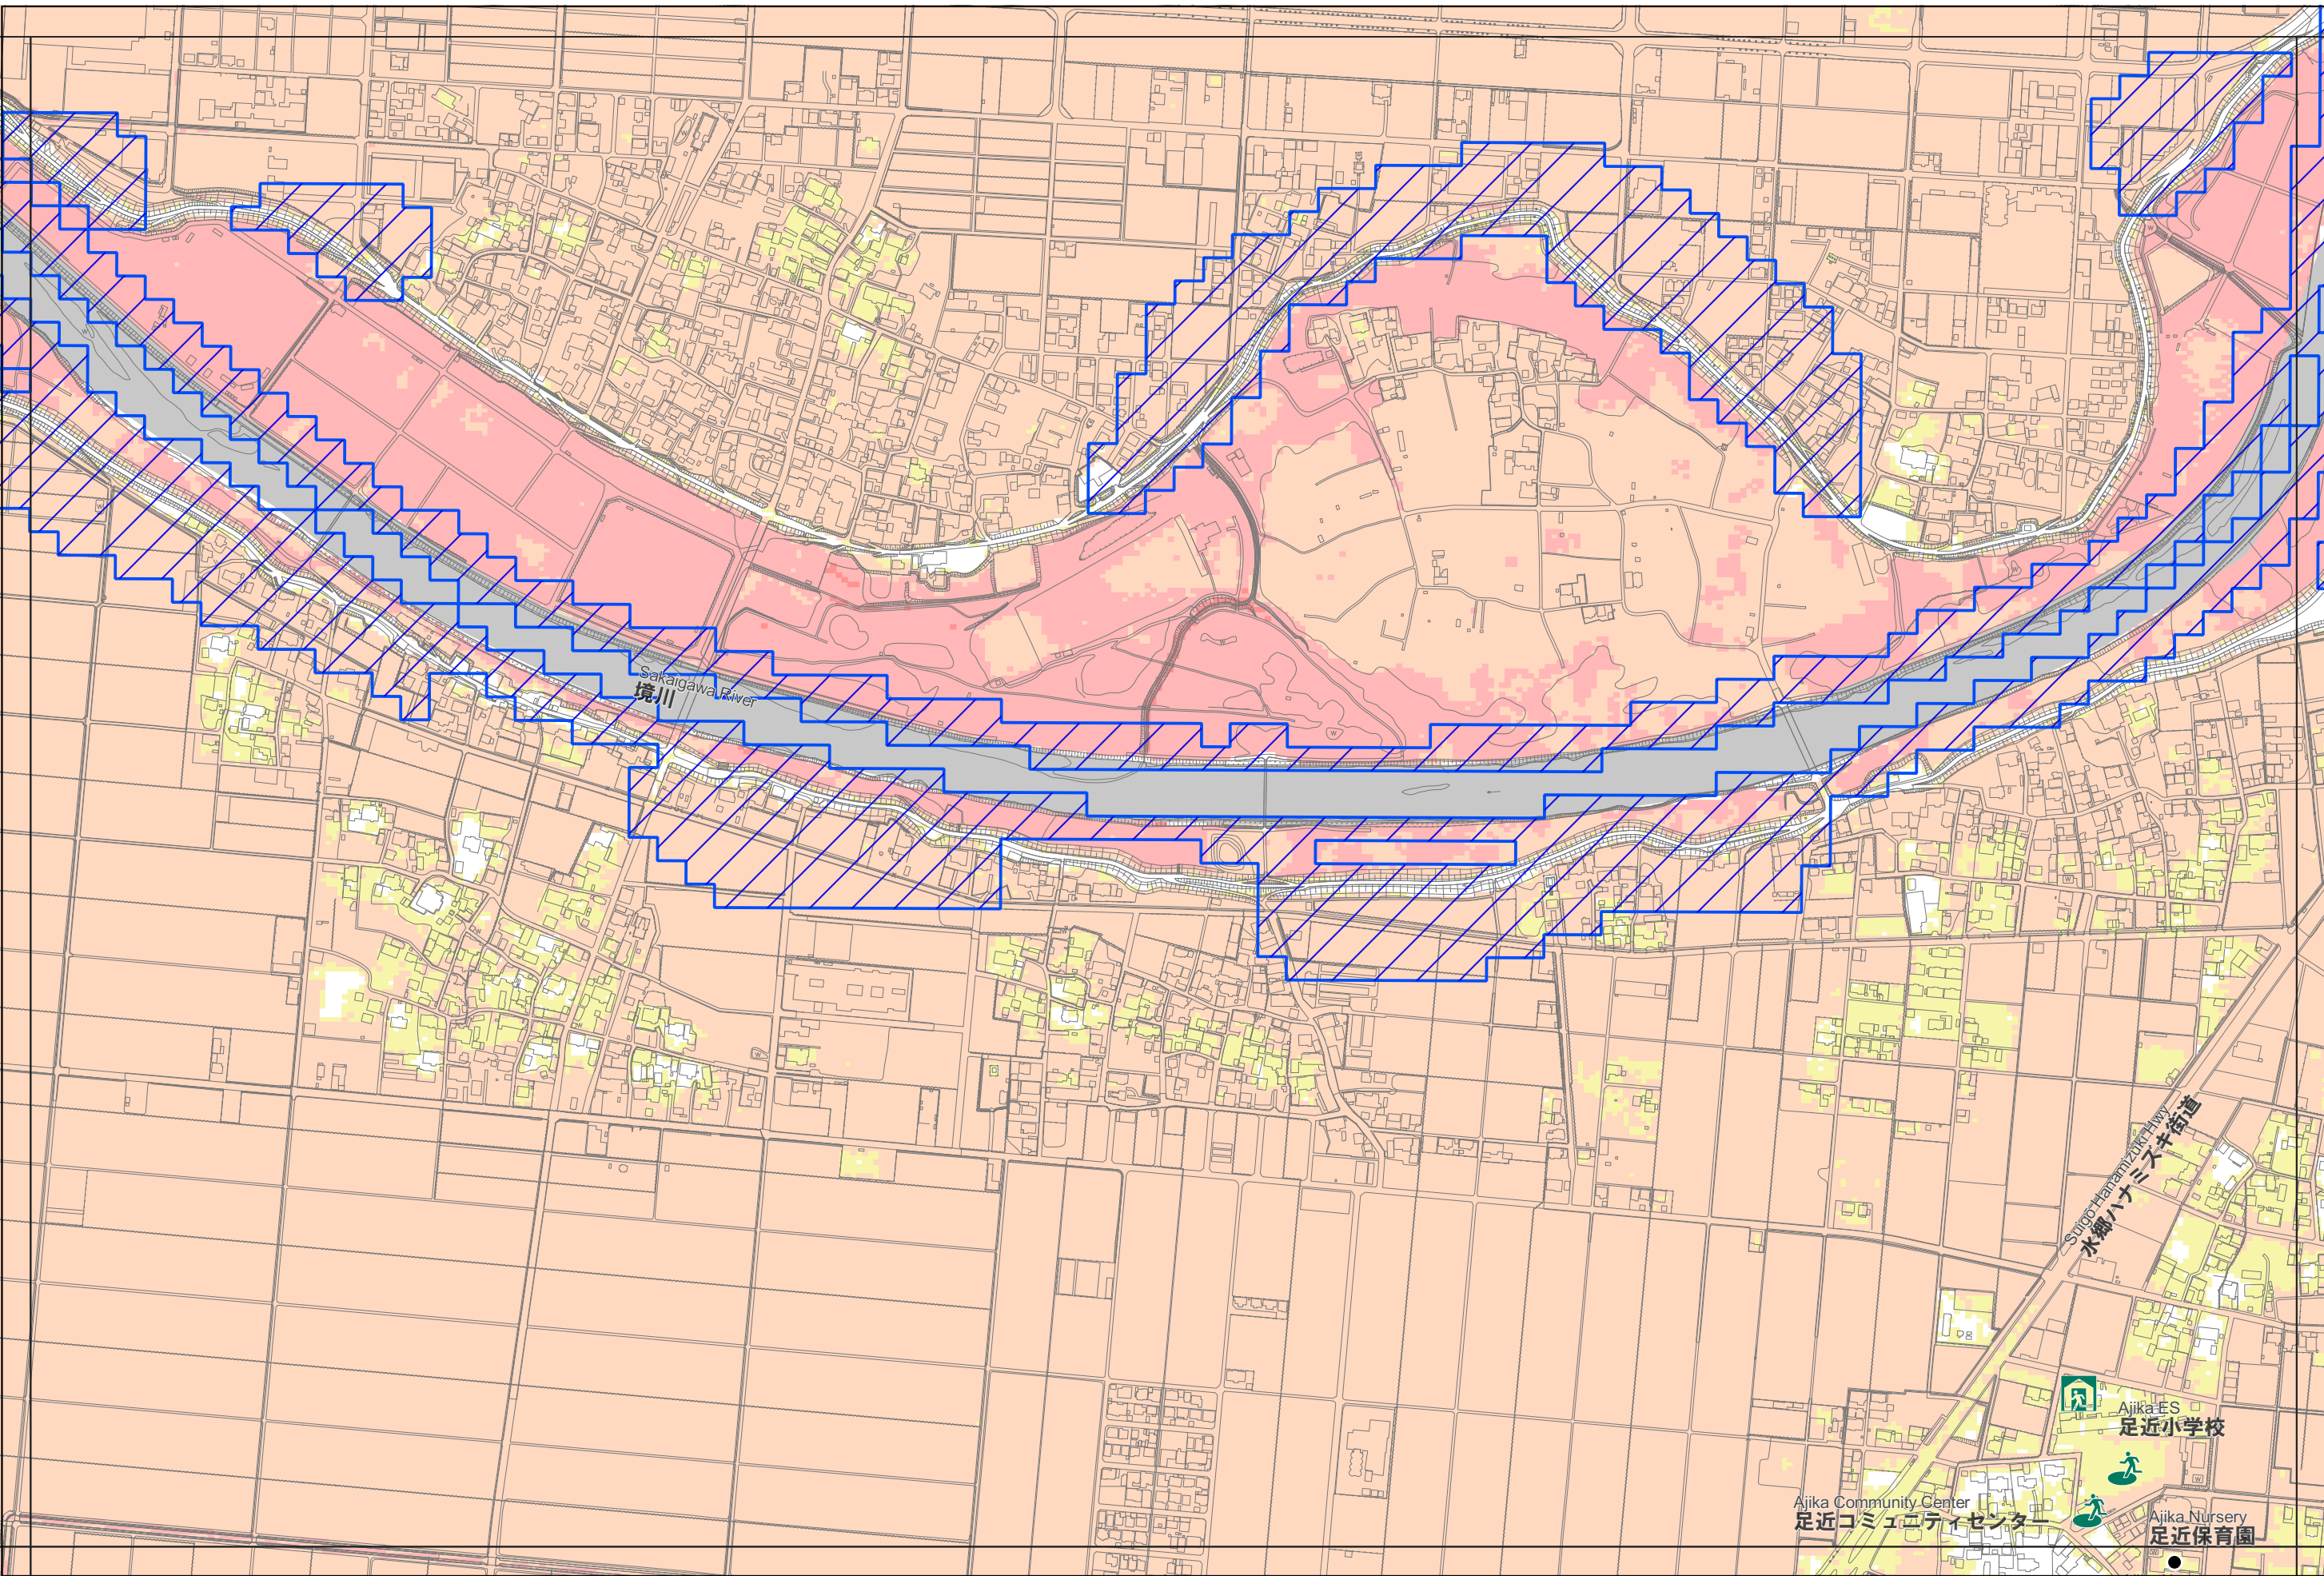 Sakaigawa River
境川
Suigo Hanamizuki Hwy
水郷ハナミズキ街道
Ajika ES
足近小学校
Ajika Community Center
足近コミュニティセンター
Ajika Nursery
足近保育園